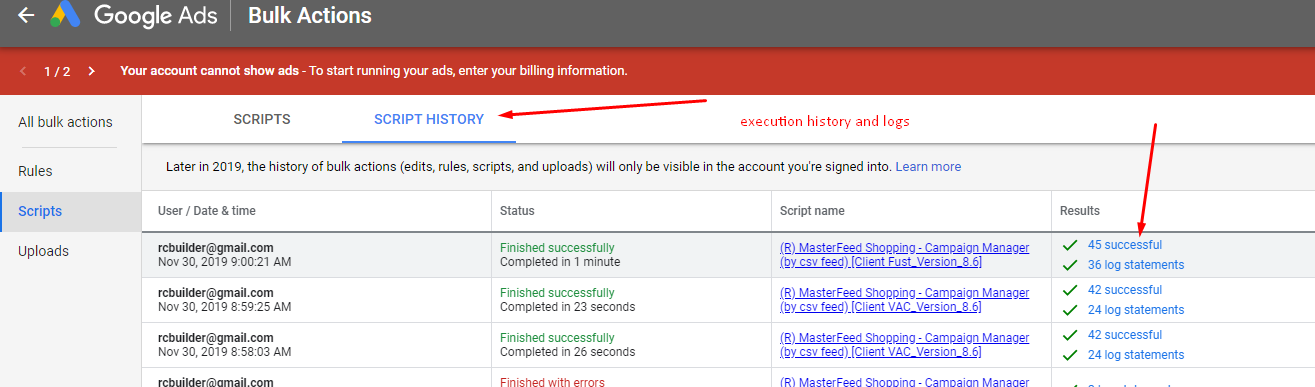 Google Ads Bulk Actions
1 / 2 Your account cannot show ads - To start running your ads, enter your billing information.
All bulk actions
Rules
Scripts
Uploads
SCRIPTS SCRIPT HISTORY
execution history and logs
Later in 2019, the history of bulk actions (edits, rules, scripts, and uploads) will only be visible in the account you're signed into. Learn more
User / Date & time Status Script name Results
rcbuilder@gmail.com Finished successfully (R) MasterFeed Shopping - Campaign Manager 45 successful
Nov 30, 2019 9:00:21 AM Completed in 1 minute (by csv feed) [Client Fust_Version_8.6] 36 log statements
rcbuilder@gmail.com Finished successfully (R) MasterFeed Shopping - Campaign Manager 42 successful
Nov 30, 2019 8:59:25 AM Completed in 23 seconds (by csv feed) [Client VAC_Version_8.6] 24 log statements
rcbuilder@gmail.com Finished successfully (R) MasterFeed Shopping - Campaign Manager 42 successful
Nov 30, 2019 8:58:03 AM Completed in 26 seconds (by csv feed) [Client VAC_Version_8.6] 24 log statements
rcbuilder@gmail.com Finished with errors (R) MasterFeed Shopping - Campaign Manager